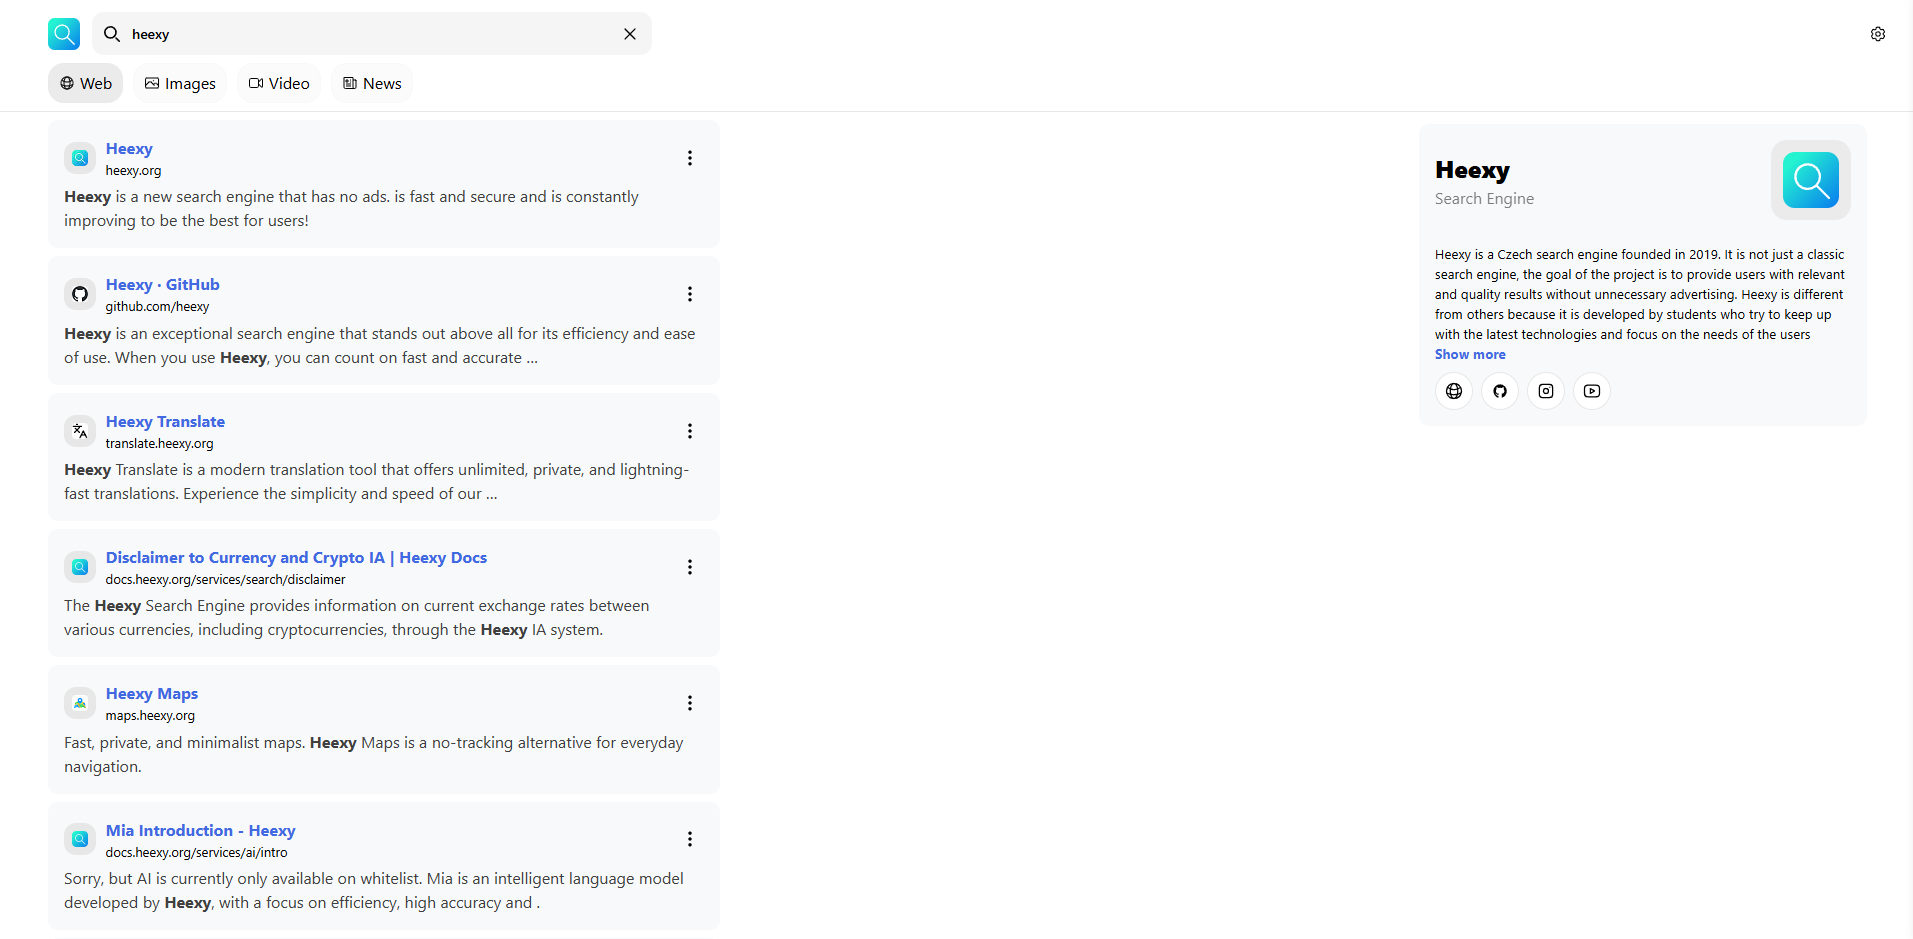 heexy
Web
Images
Video
News
Heexy
heexy.org
Heexy is a new search engine that has no ads. is fast and secure and is constantly
improving to be the best for users!
Heexy · GitHub
github.com/heexy
Heexy is an exceptional search engine that stands out above all for its efficiency and ease
of use. When you use Heexy, you can count on fast and accurate ...
Heexy Translate
translate.heexy.org
Heexy Translate is a modern translation tool that offers unlimited, private, and lightning-
fast translations. Experience the simplicity and speed of our ...
Disclaimer to Currency and Crypto IA | Heexy Docs
docs.heexy.org/services/search/disclaimer
The Heexy Search Engine provides information on current exchange rates between
various currencies, including cryptocurrencies, through the Heexy IA system.
Heexy Maps
maps.heexy.org
Fast, private, and minimalist maps. Heexy Maps is a no-tracking alternative for everyday
navigation.
Mia Introduction - Heexy
docs.heexy.org/services/ai/intro
Sorry, but AI is currently only available on whitelist. Mia is an intelligent language model
developed by Heexy, with a focus on efficiency, high accuracy and .
Heexy
Search Engine
Heexy is a Czech search engine founded in 2019. It is not just a classic
search engine, the goal of the project is to provide users with relevant
and quality results without unnecessary advertising. Heexy is different
from others because it is developed by students who try to keep up
with the latest technologies and focus on the needs of the users
Show more